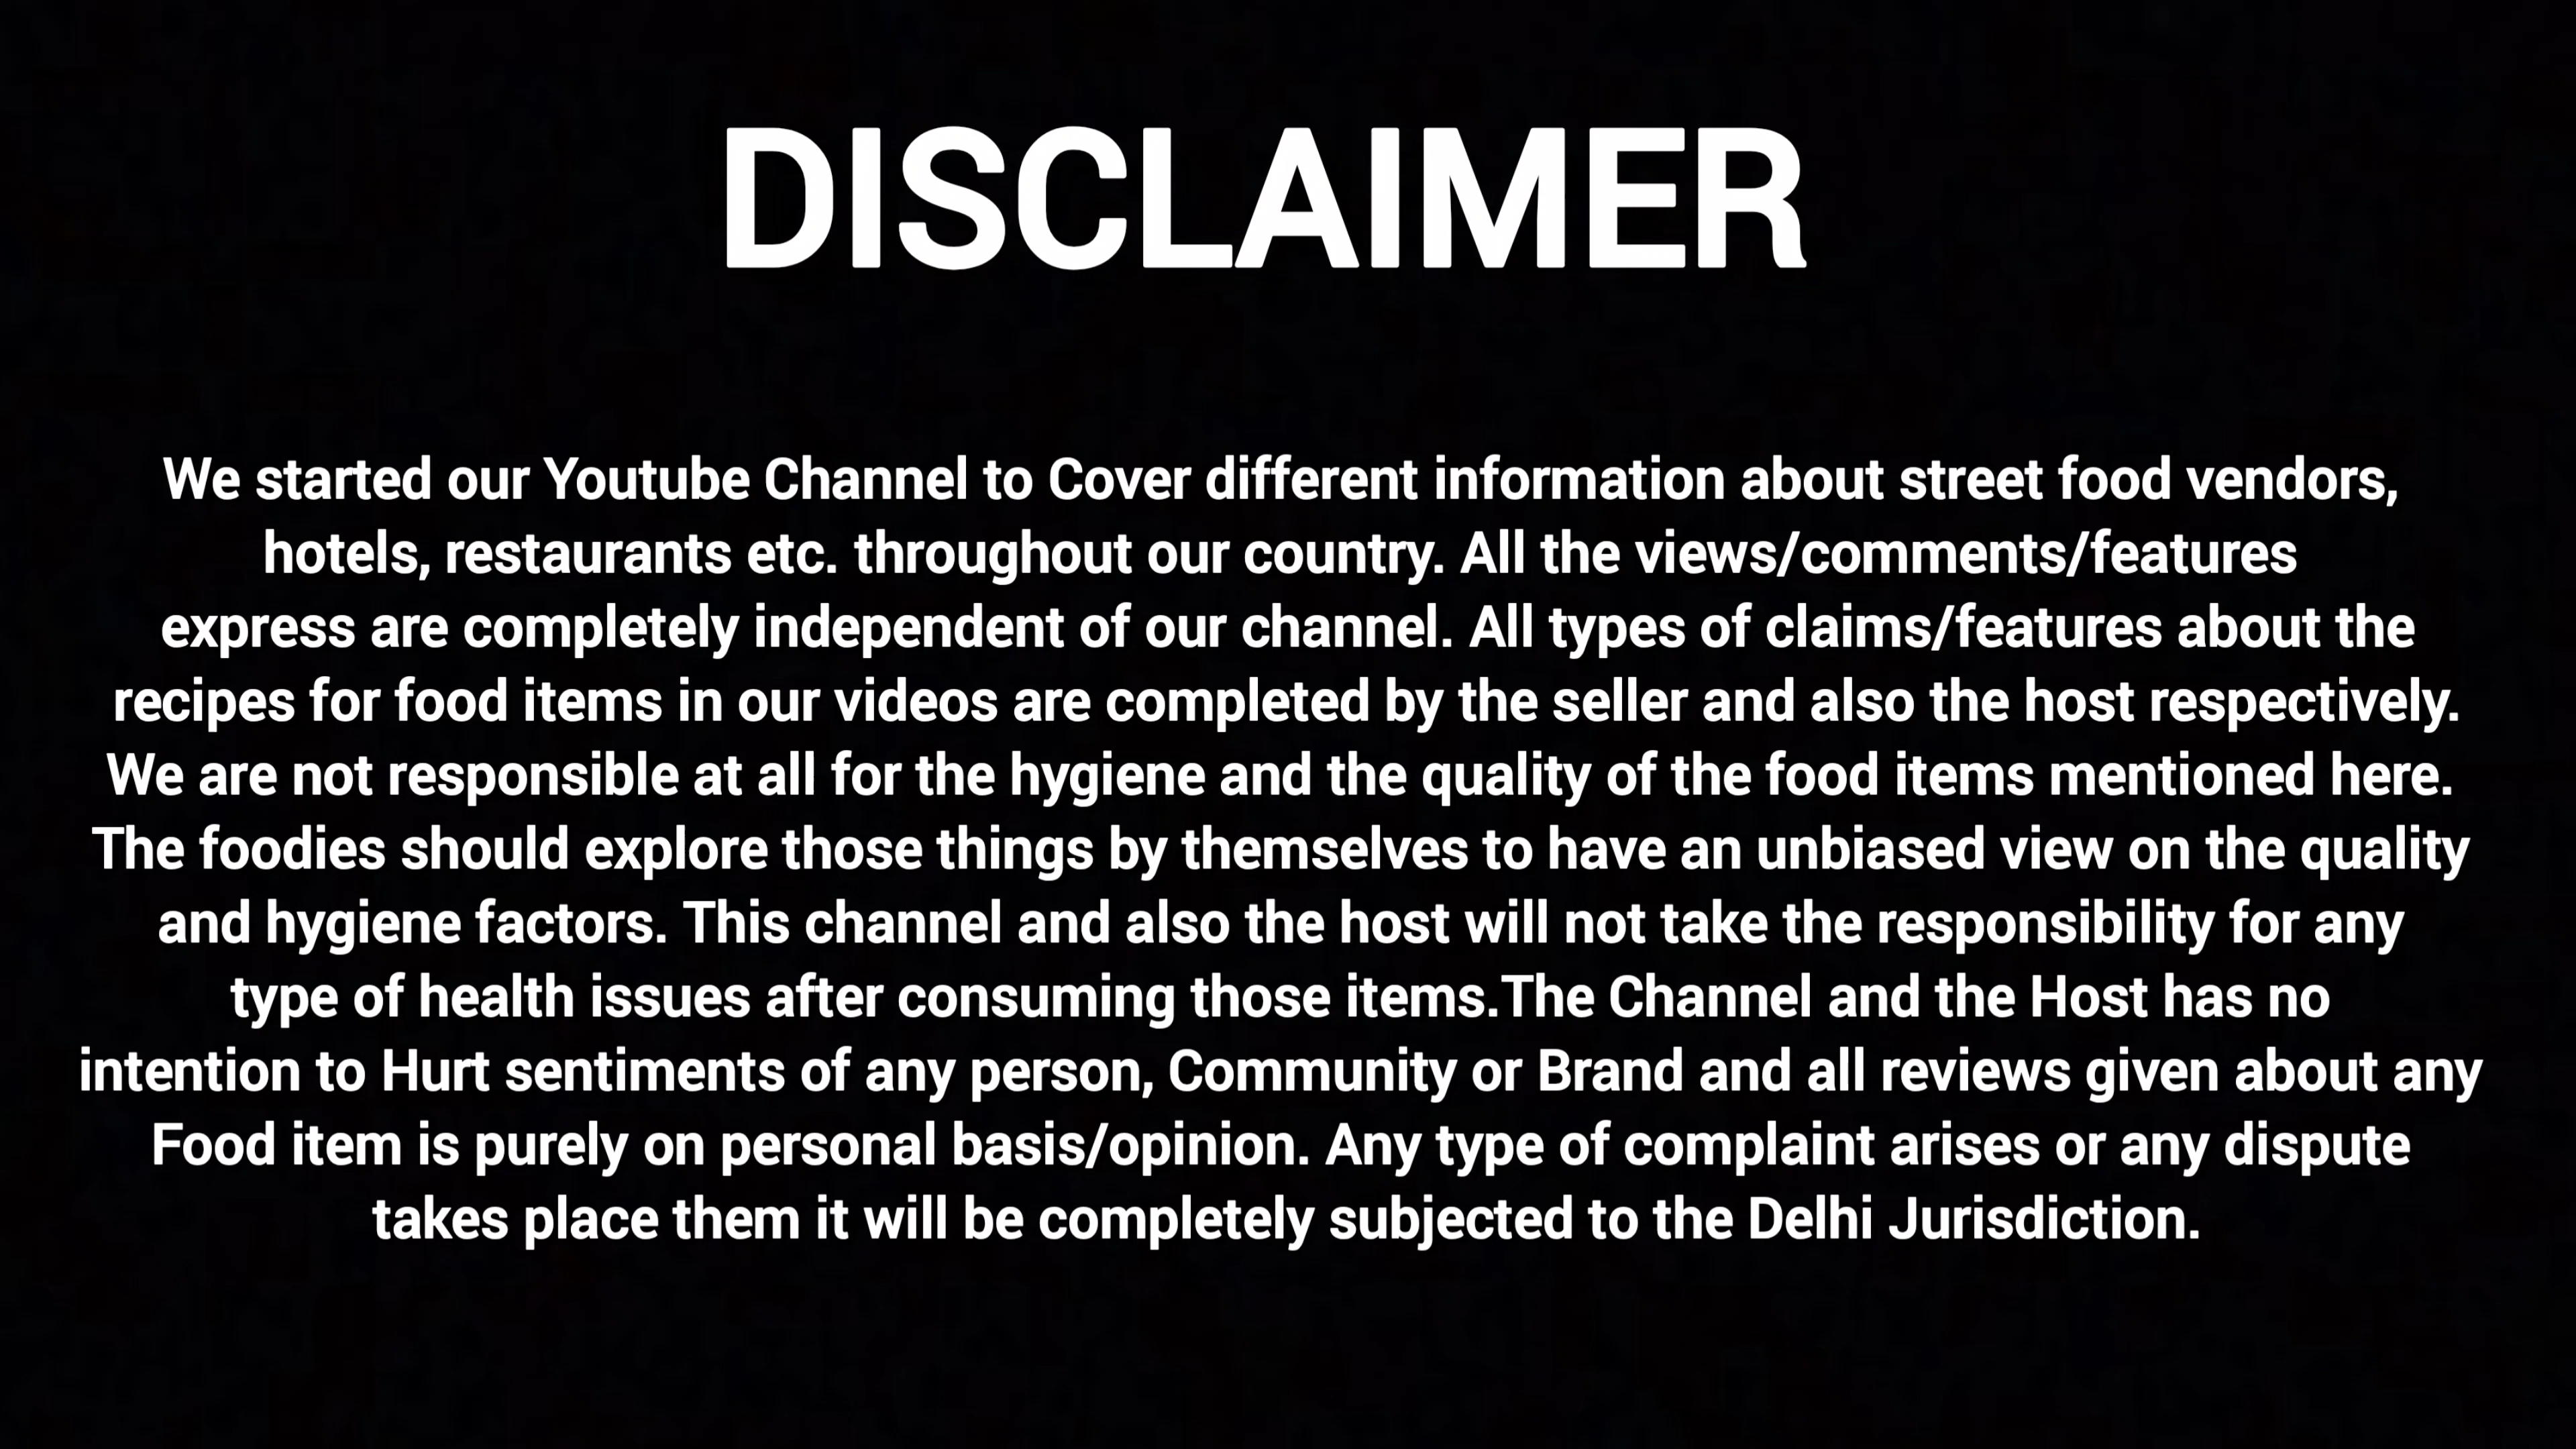 DISCLAIMER
We started our Youtube Channel to Cover different information about street food vendors,
hotels, restaurants etc. throughout our country. All the views/comments/features
express are completely independent of our channel. All types of claims/features about the
recipes for food items in our videos are completed by the seller and also the host respectively.
We are not responsible at all for the hygiene and the quality of the food items mentioned here.
The foodies should explore those things by themselves to have an unbiased view on the quality
and hygiene factors. This channel and also the host will not take the responsibility for any
type of health issues after consuming those items.The Channel and the Host has no
intention to Hurt sentiments of any person, Community or Brand and all reviews given about any
Food item is purely on personal basis/opinion. Any type of complaint arises or any dispute
takes place them it will be completely subjected to the Delhi Jurisdiction.